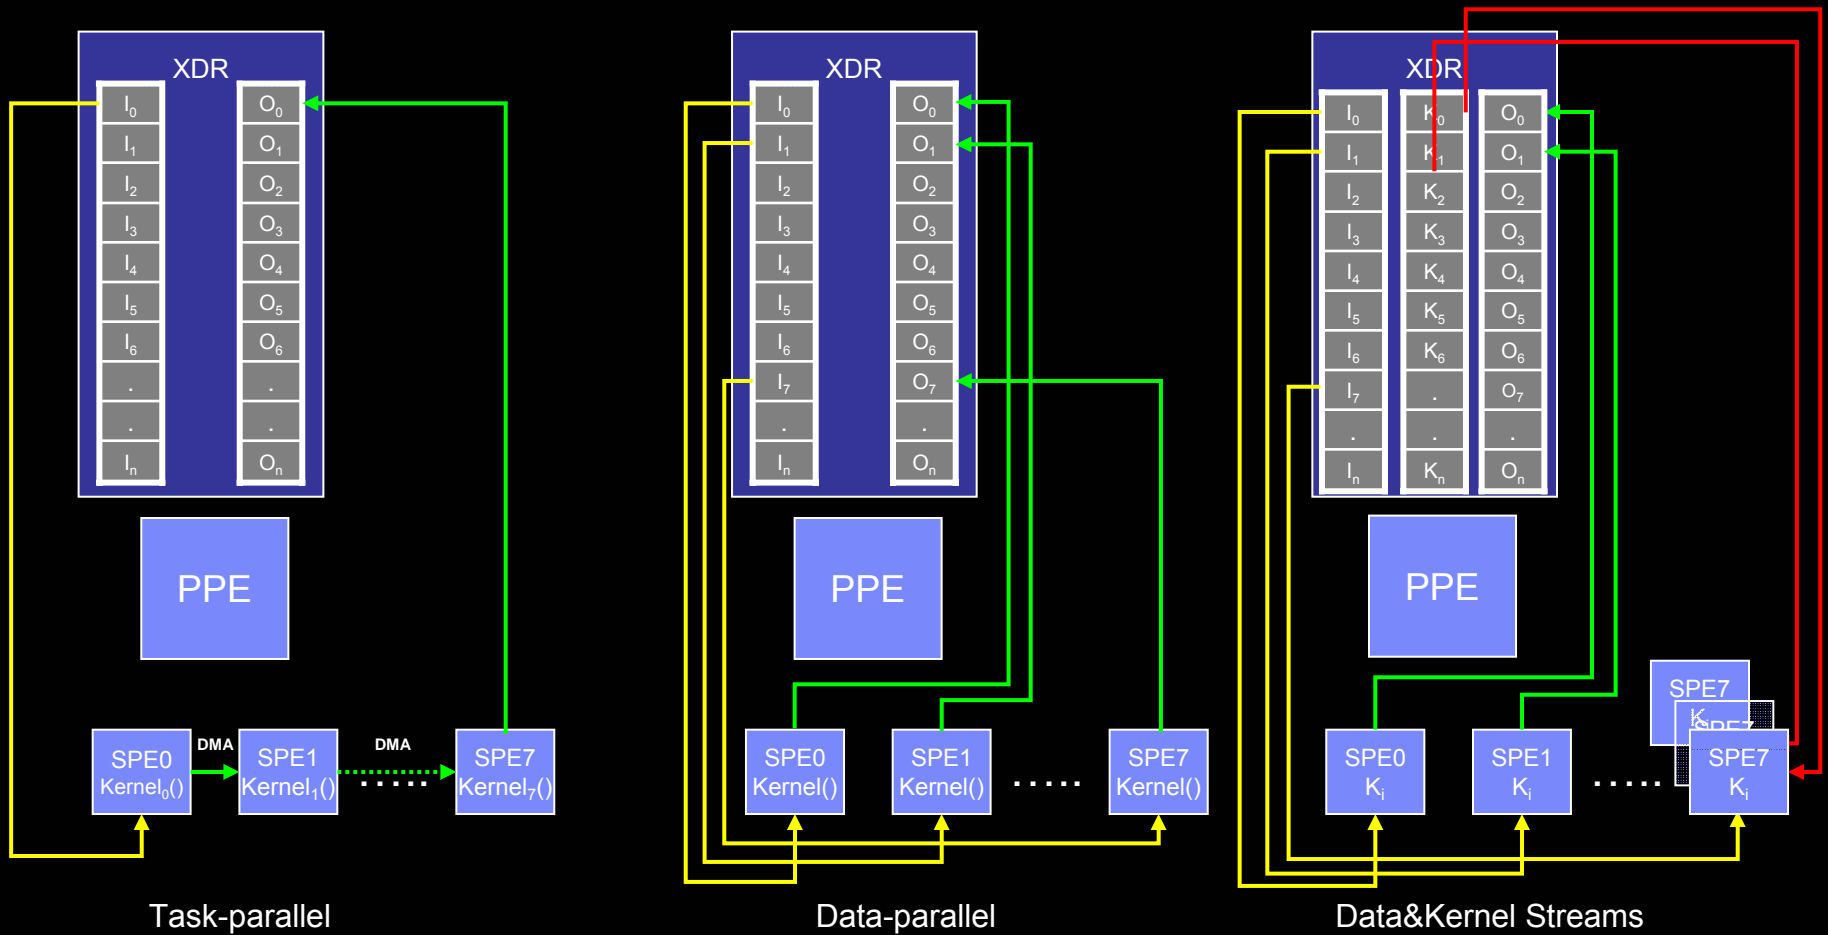 XDR
I0 O0
I1 O1
I2 O2
I3 O3
I4 O4
I5 O5
I6 O6
. .
. .
In On
PPE
SPE0
Kernel0()
DMA
SPE1
Kernel1()
DMA
.....
SPE7
Kernel7()
Task-parallel
XDR
I0 O0
I1 O1
I2 O2
I3 O3
I4 O4
I5 O5
I6 O6
I7 O7
. .
In On
PPE
SPE0
Kernel()
SPE1
Kernel()
.....
SPE7
Kernel()
Data-parallel
XDR
I0 K0 O0
I1 K1 O1
I2 K2 O2
I3 K3 O3
I4 K4 O4
I5 K5 O5
I6 K6 O6
I7 . O7
. . .
In Kn On
PPE
SPE0
Ki
SPE1
Ki
.....
SPE7
SPE7
SPE7
Ki
Data&Kernel Streams